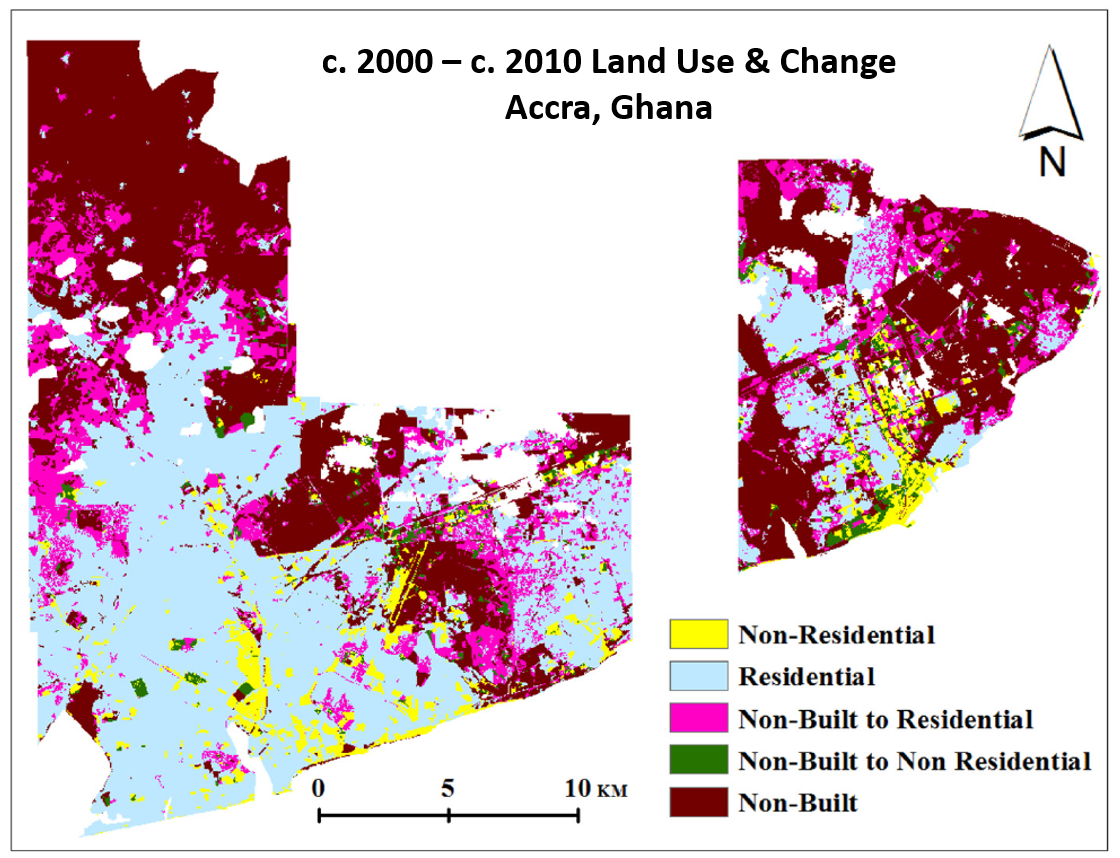 c. 2000 – c. 2010 Land Use & Change
Accra, Ghana
N
Non-Residential
Residential
Non-Built to Residential
Non-Built to Non Residential
Non-Built
0 5 10 KM